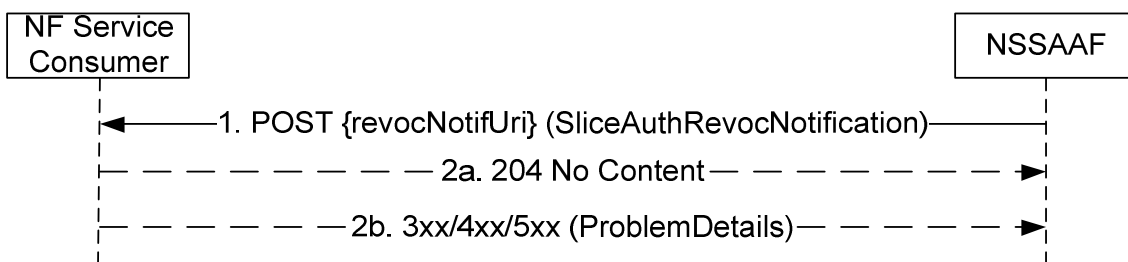 NF Service
Consumer
NSSAAF
1. POST {revocNotifUri} (SliceAuthRevocNotification)
2a. 204 No Content
2b. 3xx/4xx/5xx (ProblemDetails)